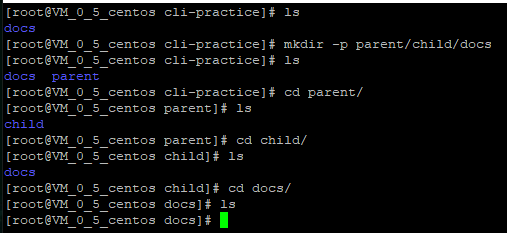 [root@VM_0_5_centos cli-practice]# ls
docs
[root@VM_0_5_centos cli-practice]# mkdir -p parent/child/docs
[root@VM_0_5_centos cli-practice]# ls
docs  parent
[root@VM_0_5_centos cli-practice]# cd parent/
[root@VM_0_5_centos parent]# ls
child
[root@VM_0_5_centos parent]# cd child/
[root@VM_0_5_centos child]# ls
docs
[root@VM_0_5_centos child]# cd docs/
[root@VM_0_5_centos docs]# ls
[root@VM_0_5_centos docs]#